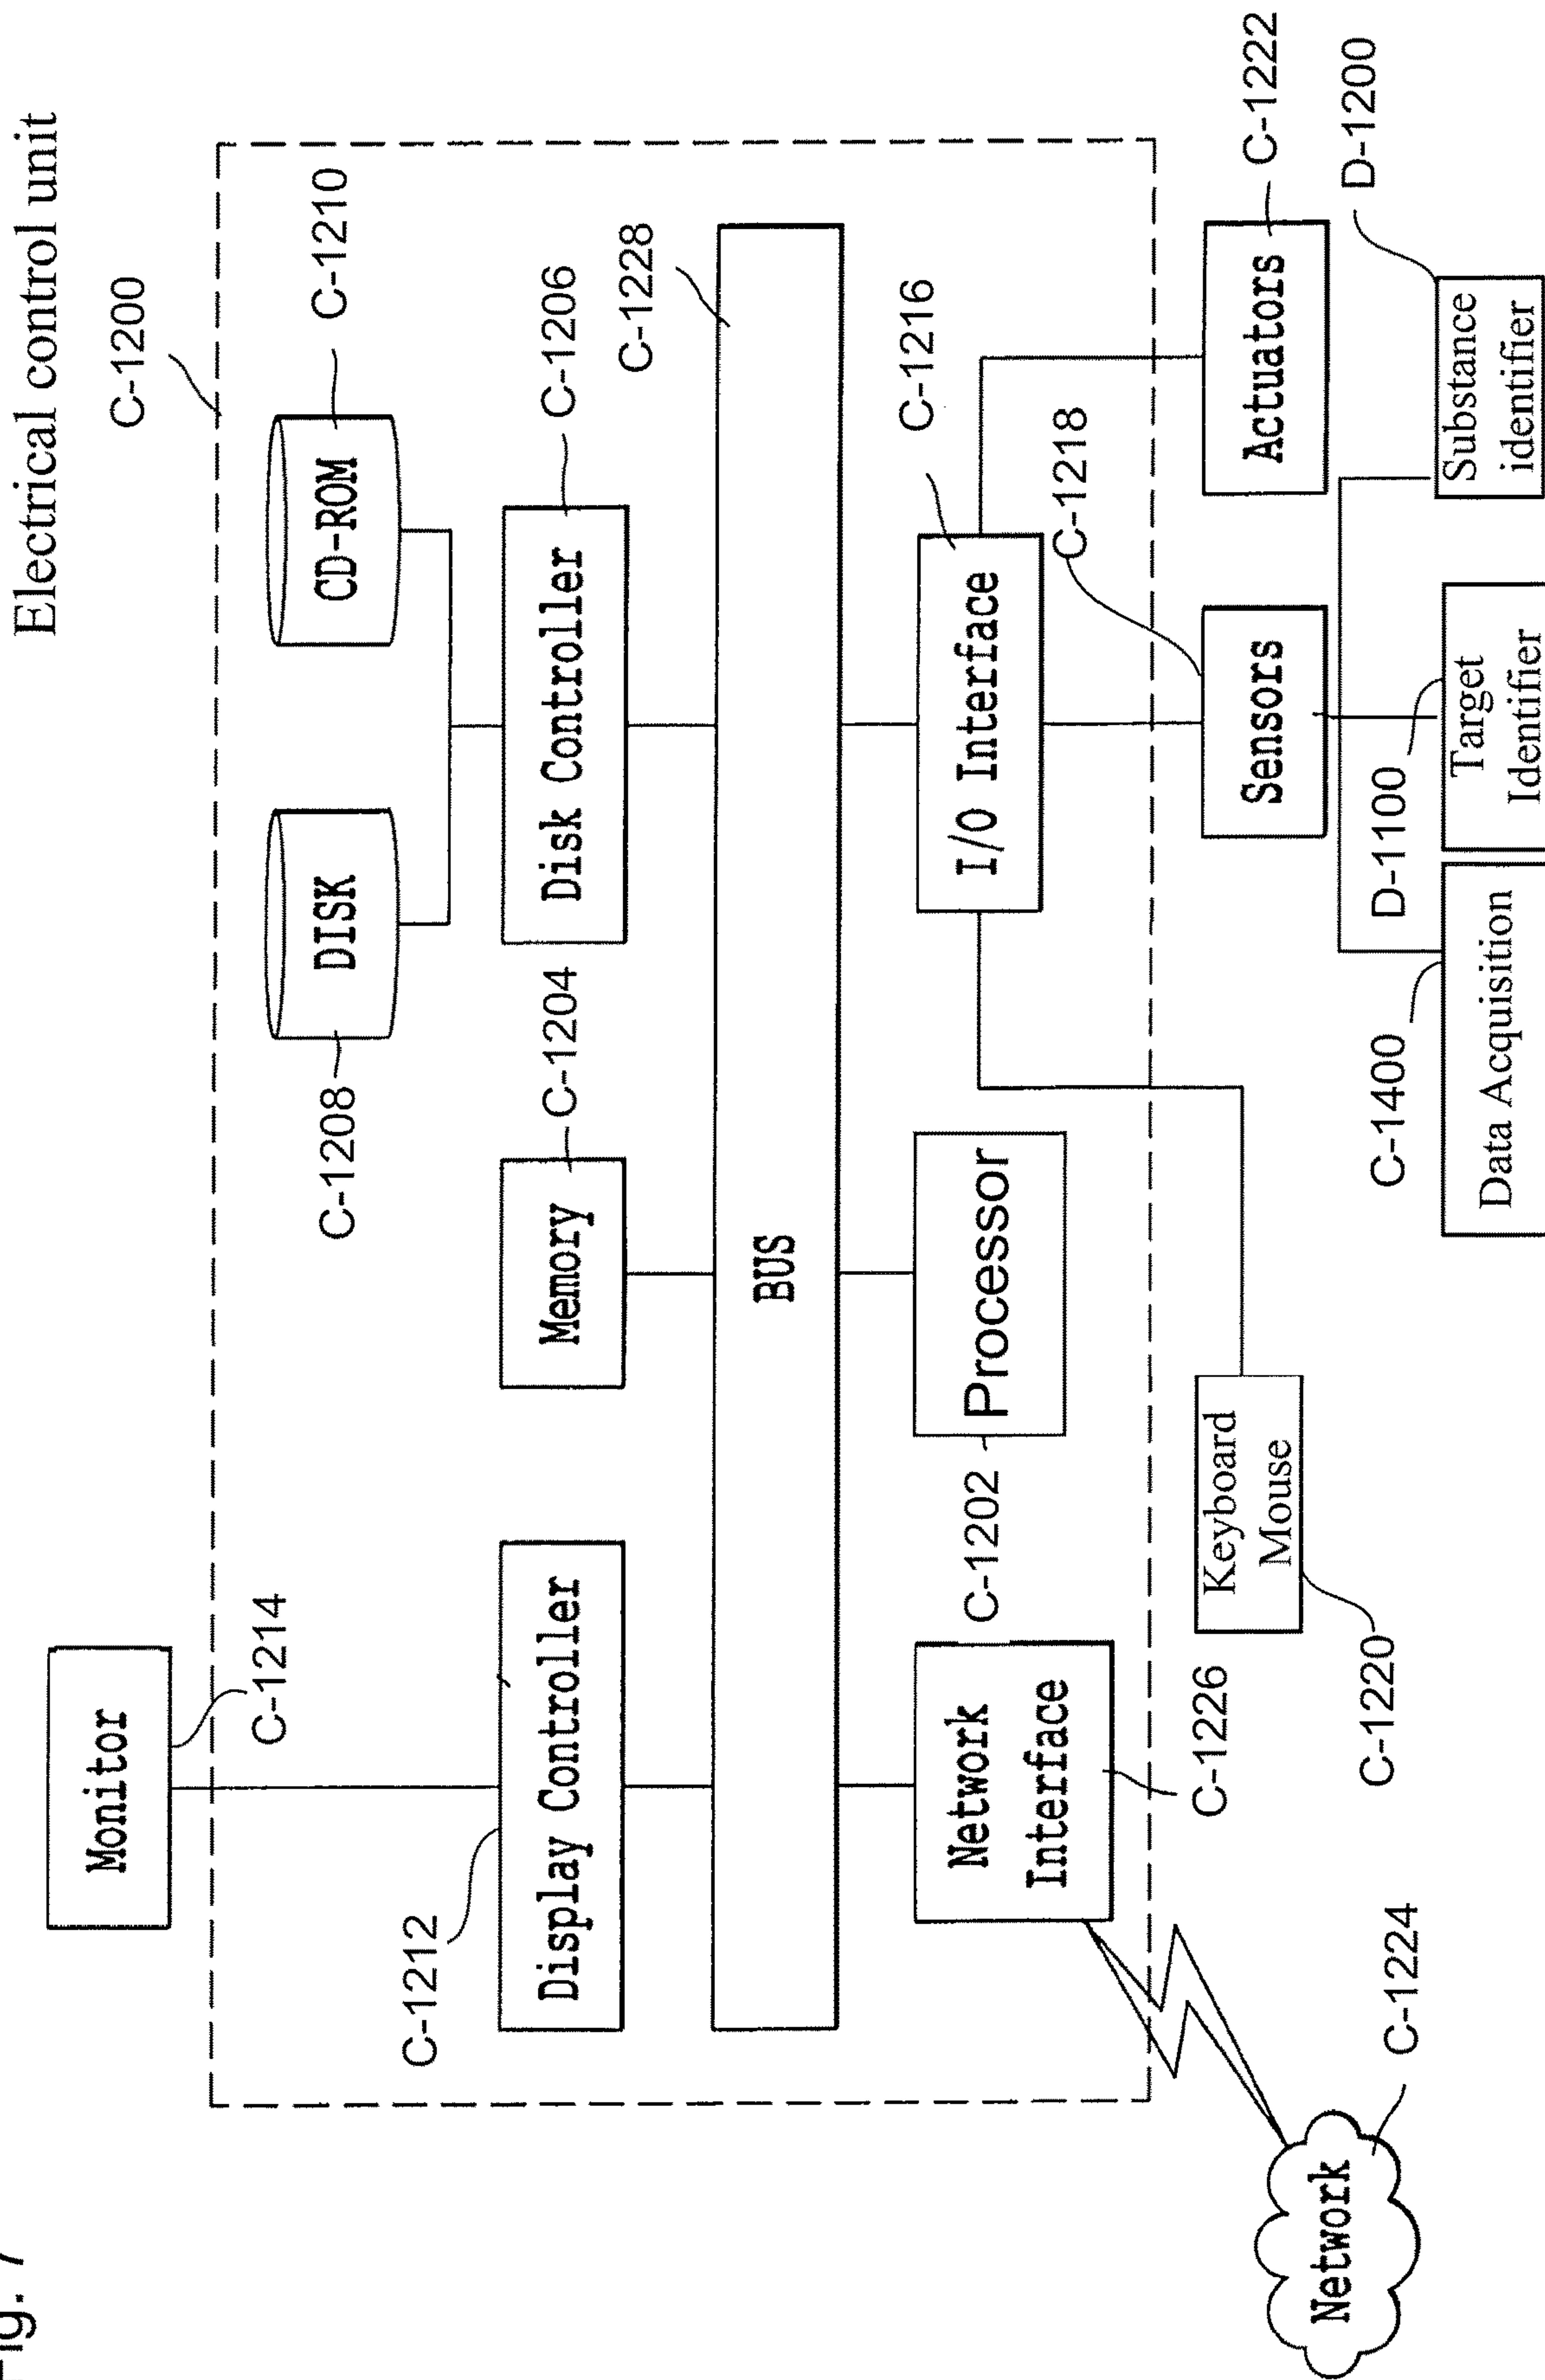 Fig. 7
Electrical control unit
Monitor
C-1214
C-1200
C-1208
DISK
CD-ROM
C-1210
C-1212
Display Controller
Memory
C-1204
Disk Controller
C-1206
C-1228
BUS
Network
Interface
C-1226
C-1202
Processor
I/O Interface
C-1216
C-1218
Network
C-1224
Keyboard
Mouse
C-1220
Sensors
Actuators
C-1222
C-1400
D-1100
D-1200
Data Acquisition
Target
Identifier
Substance
identifier